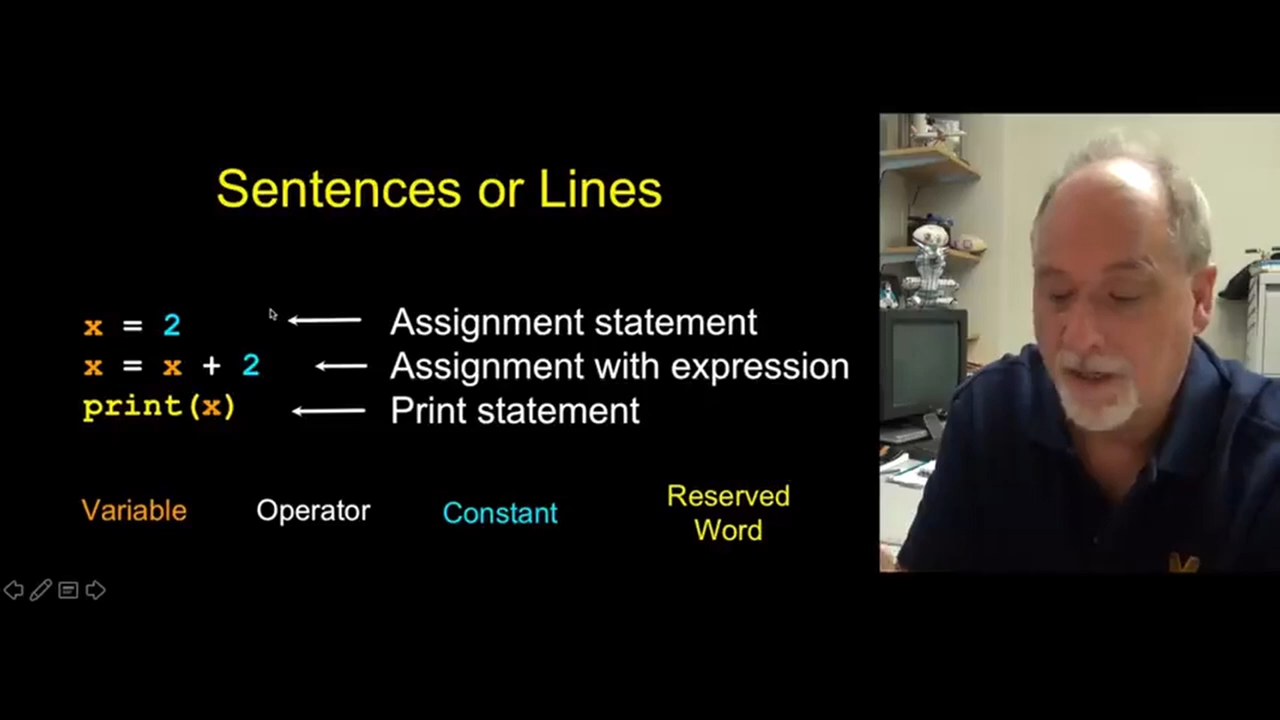 Sentences or Lines
x = 2
Assignment statement
x = x + 2
Assignment with expression
print(x)
Print statement
Variable
Operator
Constant
Reserved
Word